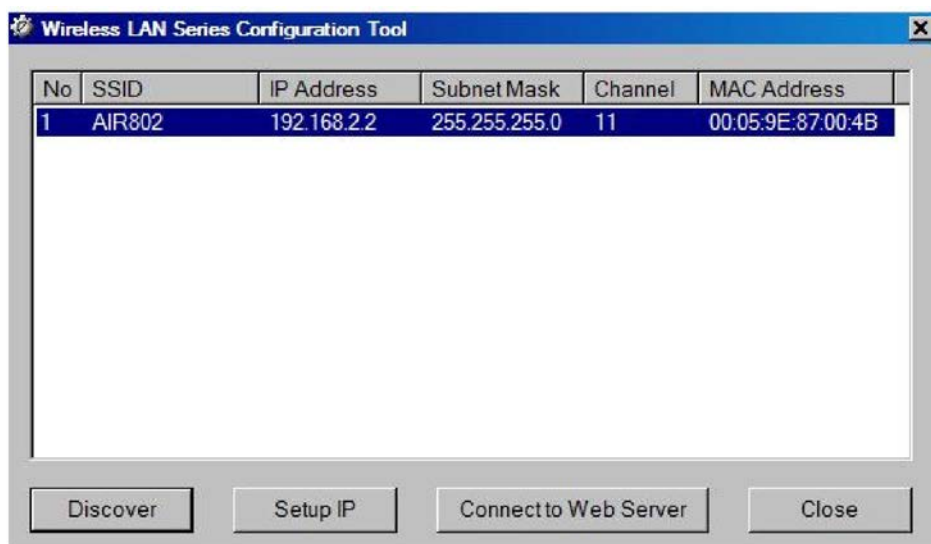 Wireless LAN Series Configuration Tool
No SSID IP Address Subnet Mask Channel MAC Address
1 AIR802 192.168.2.2 255.255.255.0 11 00:05:9E:87:00:4B
Discover Setup IP Connect to Web Server Close